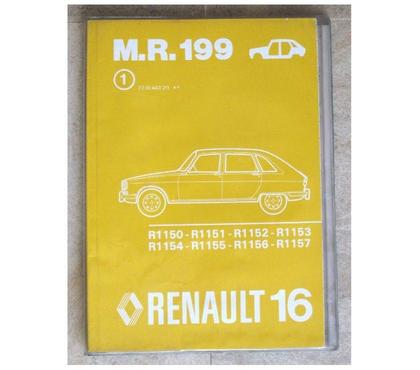 M.R.199
1
R1150 - R1151 - R1152 - R1153
R1154 - R1155 - R1156 - R1157
RENAULT 16